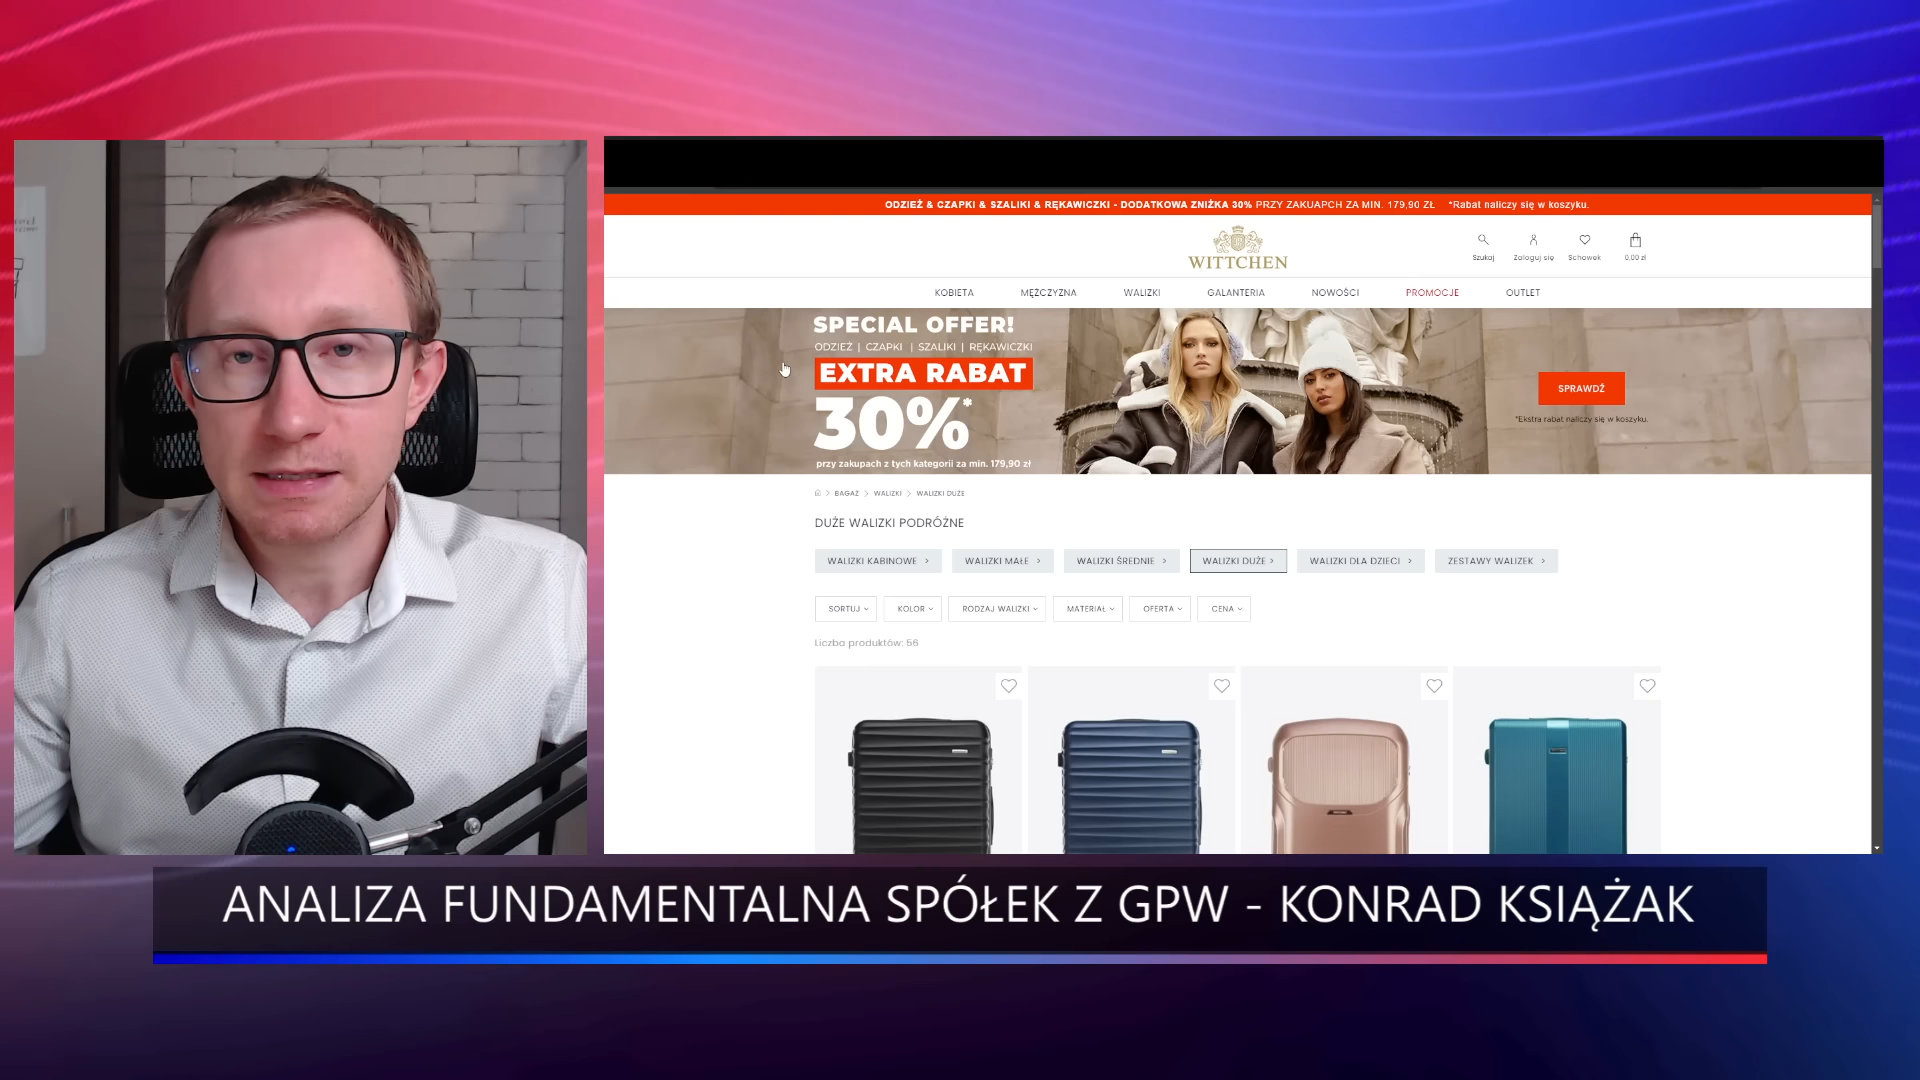 ODZIEŻ & CZAPKI & SZALIKI & RĘKAWICZKI - DODATKOWA ZNIŻKA 30% PRZY ZAKUAPCH ZA MIN. 179,90 ZŁ *Rabat naliczy się w koszyku.
WITTCHEN
Szukaj Zaloguj się Schowek 0,00 zł
KOBIETA MĘŻCZYZNA WALIZKI GALANTERIA NOWOŚCI PROMOCJE OUTLET
SPECIAL OFFER!
ODZIEŻ | CZAPKI | SZALIKI | RĘKAWICZKI
EXTRA RABAT
30%*
przy zakupach z tych kategorii za min. 179,90 zł
SPRAWDŹ
*Ekstra rabat naliczy się w koszyku.
BAGAŻ > WALIZKI > WALIZKI DUŻE
DUŻE WALIZKI PODRÓŻNE
WALIZKI KABINOWE > WALIZKI MAŁE > WALIZKI ŚREDNIE > WALIZKI DUŻE > WALIZKI DLA DZIECI > ZESTAWY WALIZEK >
SORTUJ KOLOR RODZAJ WALIZKI MATERIAŁ OFERTA CENA
Liczba produktów: 56
ANALIZA FUNDAMENTALNA SPÓŁEK Z GPW - KONRAD KSIĄŻAK